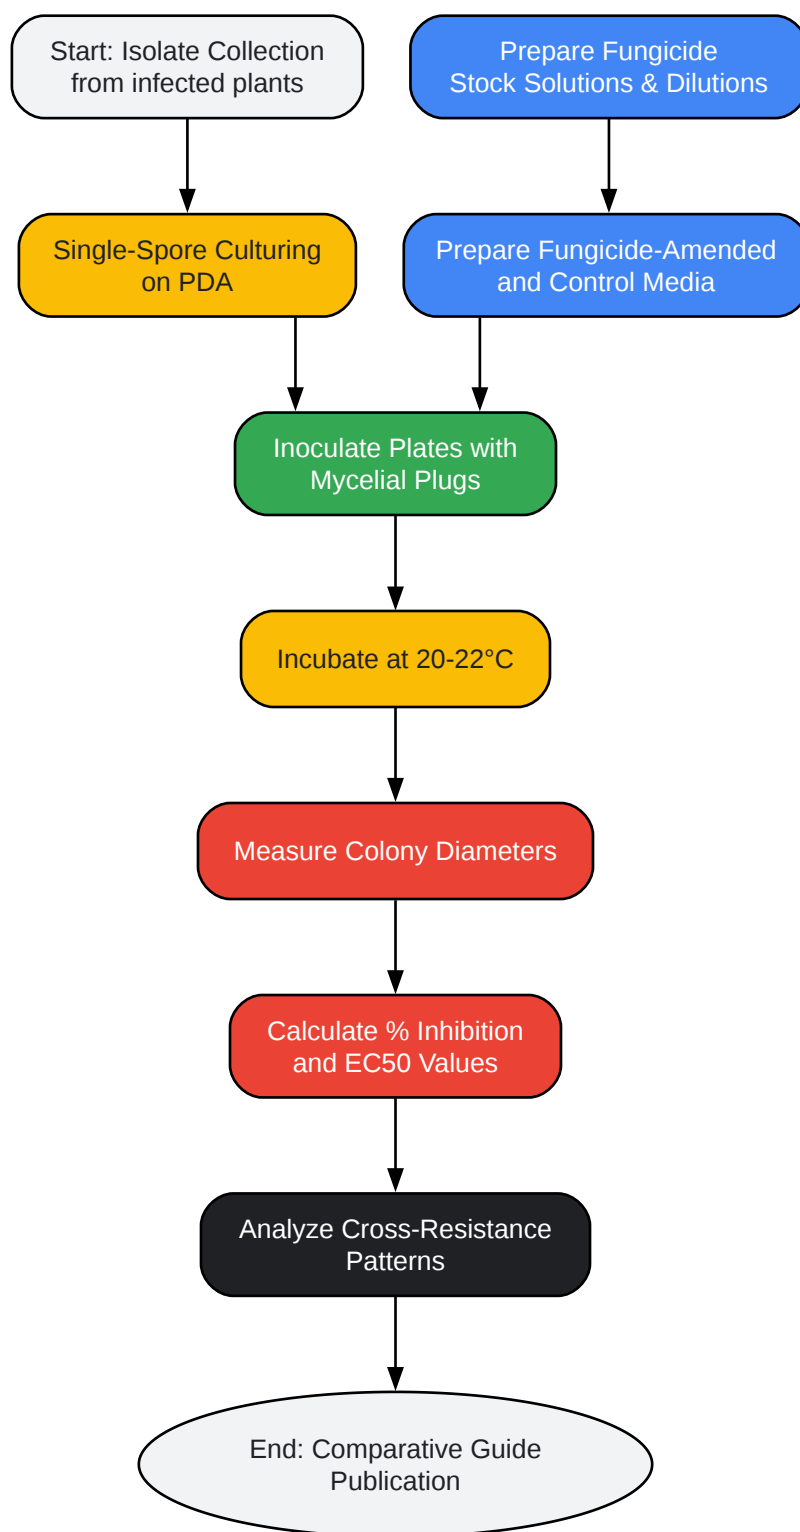 Start: Isolate Collection
from infected plants
Prepare Fungicide
Stock Solutions & Dilutions
Single-Spore Culturing
on PDA
Prepare Fungicide-Amended
and Control Media
Inoculate Plates with
Mycelial Plugs
Incubate at 20-22°C
Measure Colony Diameters
Calculate % Inhibition
and EC50 Values
Analyze Cross-Resistance
Patterns
End: Comparative Guide
Publication